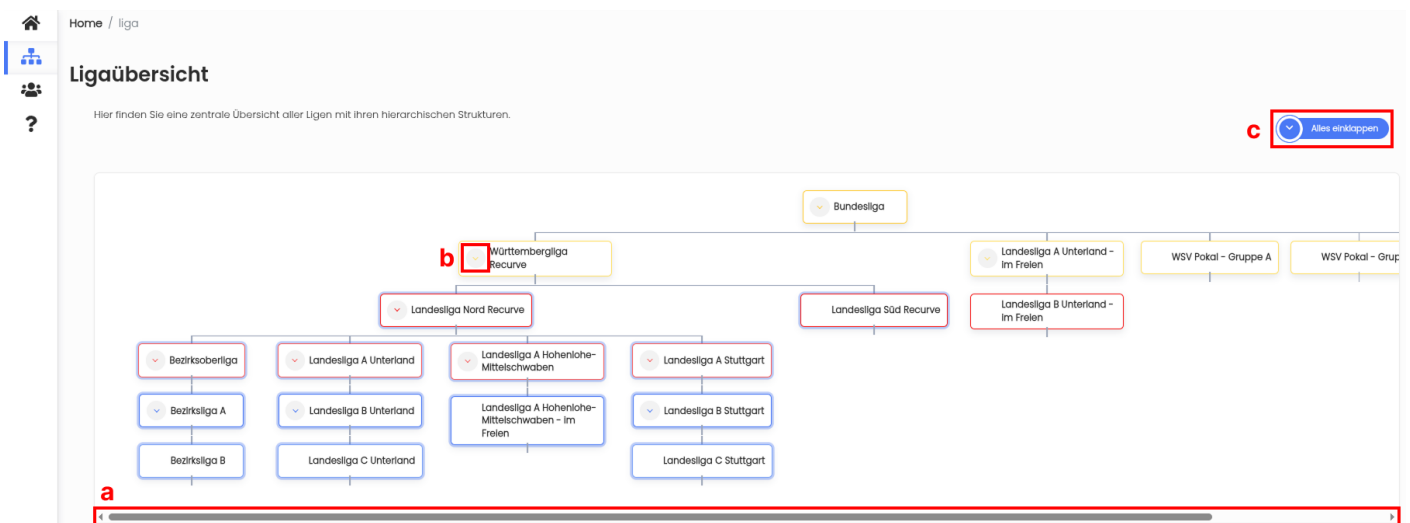 Home / liga
Ligaübersicht
?
Hier finden Sie eine zentrale Übersicht aller Ligen mit ihren hierarchischen Strukturen.
c
Alles einklappen
Bundesliga
b
Württembergliga
Recurve
Landesliga A Unterland -
im Freien
WSV Pokal - Gruppe A
WSV Pokal - Grup
Landesliga Nord Recurve
Landesliga Süd Recurve
Landesliga B Unterland -
im Freien
Bezirksoberliga
Landesliga A Unterland
Landesliga A Hohenlohe-
Mittelschwaben
Landesliga A Stuttgart
Bezirksliga A
Landesliga B Unterland
Landesliga A Hohenlohe-
Mittelschwaben - im
Freien
Landesliga B Stuttgart
Bezirksliga B
Landesliga C Unterland
Landesliga C Stuttgart
a